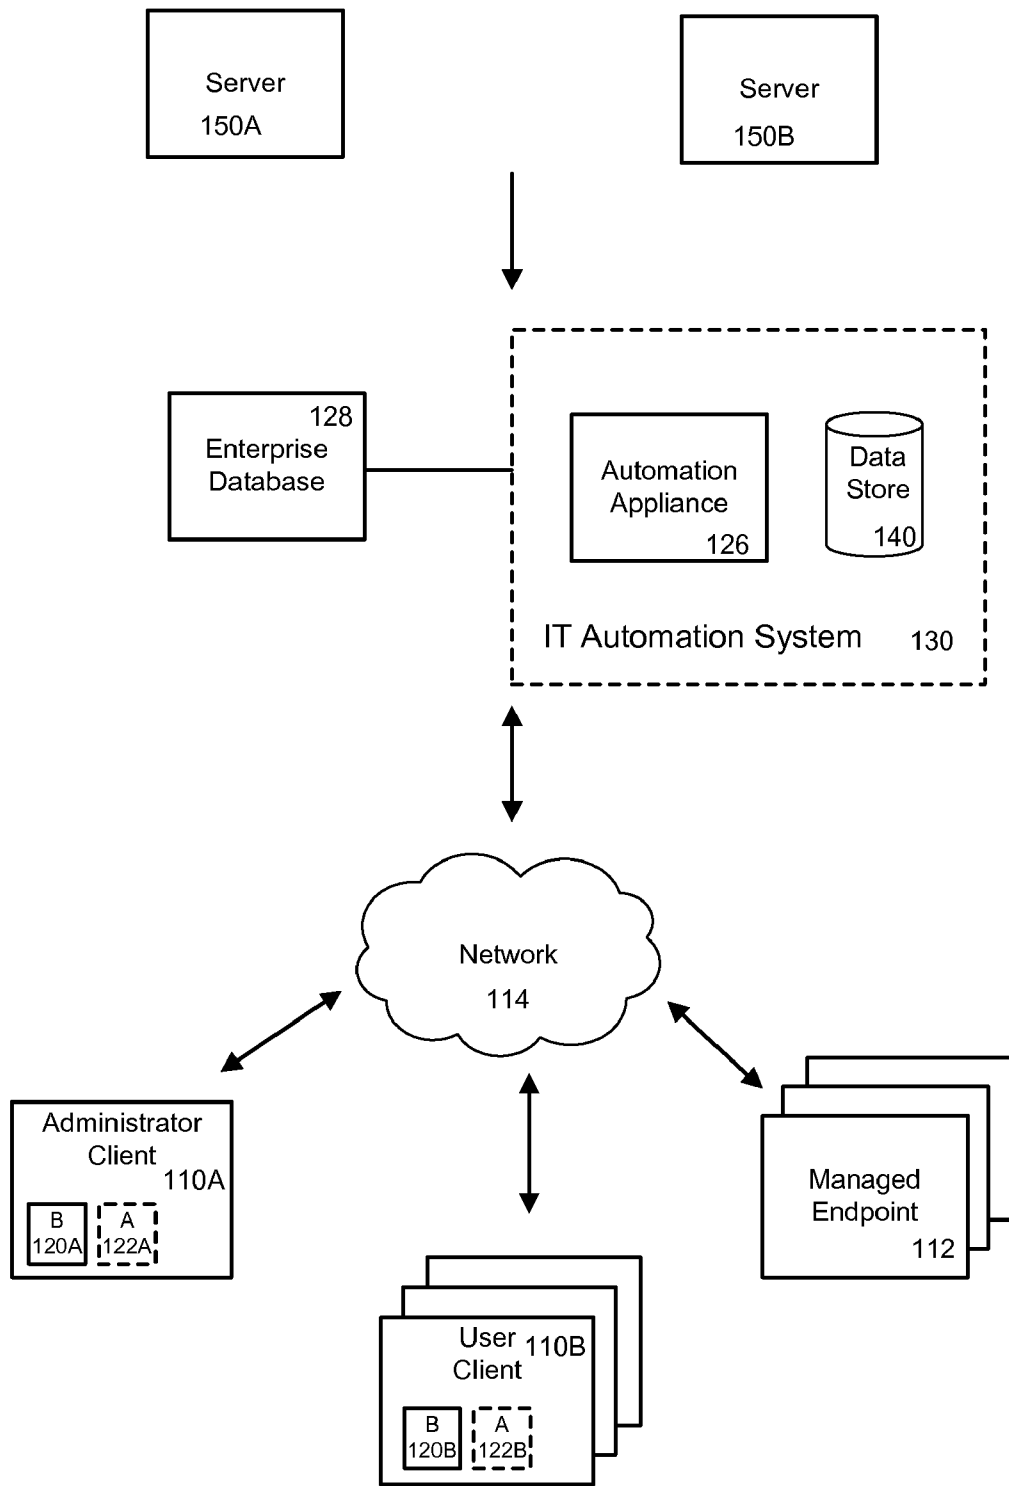 Server
150A
Server
150B
128
Enterprise
Database
Automation
Appliance
126
Data
Store
140
IT Automation System 130
Network
114
Administrator
Client
110A
B
120A
A
122A
User
Client
110B
B
120B
A
122B
Managed
Endpoint
112